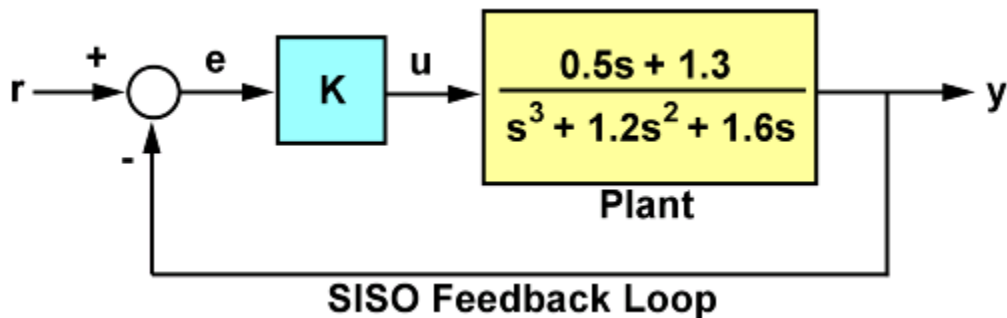 +
r
e
K
u
0.5s + 1.3
s³ + 1.2s² + 1.6s
y
-
Plant
SISO Feedback Loop